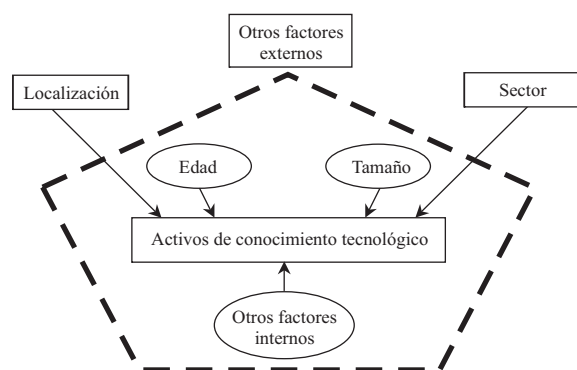 Otros factores
externos
Localización
Sector
Edad
Tamaño
Activos de conocimiento tecnológico
Otros factores
internos